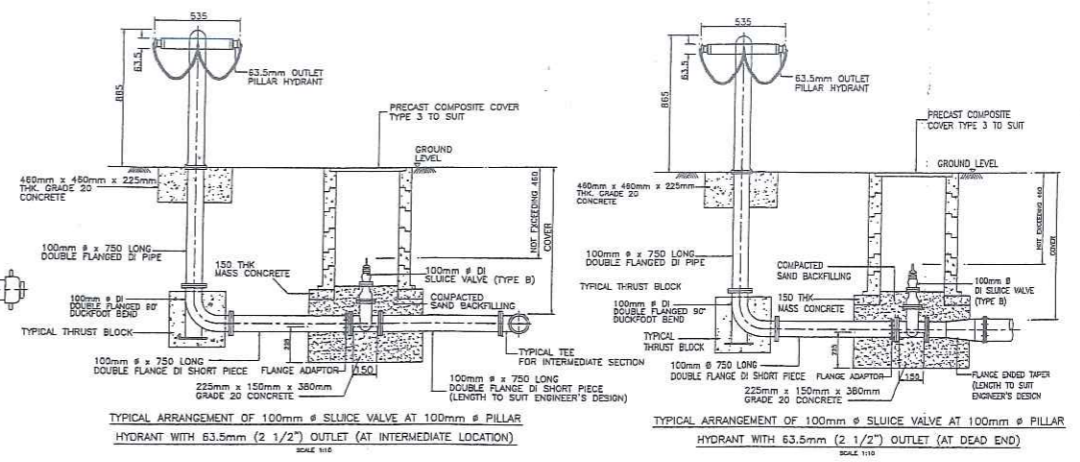 535
63.5
865
63.5mm OUTLET
PILLAR HYDRANT
PRECAST COMPOSITE COVER
TYPE 3 TO SUIT
GROUND
LEVEL
460mm x 460mm x 225mm
THK. GRADE 20
CONCRETE
NOT EXCEEDING 460
COVER
100mm ø x 750 LONG
DOUBLE FLANGED DI PIPE
150 THK
MASS CONCRETE
100mm ø DI
SLUICE VALVE (TYPE B)
100mm ø DI
DOUBLE FLANGED 90°
DUCKFOOT BEND
COMPACTED
SAND BACKFILLING
TYPICAL THRUST BLOCK
TYPICAL TEE
FOR INTERMEDIATE SECTION
100mm ø x 750 LONG
DOUBLE FLANGE DI SHORT PIECE
FLANGE ADAPTOR
150
225mm x 150mm x 380mm
GRADE 20 CONCRETE
100mm ø x 750 LONG
DOUBLE FLANGE DI SHORT PIECE
(LENGTH TO SUIT ENGINEER'S DESIGN)
TYPICAL ARRANGEMENT OF 100mm ø SLUICE VALVE AT 100mm ø PILLAR
HYDRANT WITH 63.5mm (2 1/2") OUTLET (AT INTERMEDIATE LOCATION)
SCALE 1:10
535
63.5
865
63.5mm OUTLET
PILLAR HYDRANT
PRECAST COMPOSITE
COVER TYPE 3 TO SUIT
GROUND LEVEL
460mm x 460mm x 225mm
THK. GRADE 20
CONCRETE
NOT EXCEEDING 460
COVER
100mm ø x 750 LONG
DOUBLE FLANGED DI PIPE
COMPACTED
SAND BACKFILLING
TYPICAL THRUST BLOCK
150 THK
MASS CONCRETE
100mm ø
DI SLUICE VALVE
(TYPE B)
100mm ø DI
DOUBLE FLANGED 90°
DUCKFOOT BEND
TYPICAL
THRUST BLOCK
100mm ø 750 LONG
DOUBLE FLANGE DI SHORT PIECE
FLANGE ADAPTOR
150
FLANGE ENDED TAPER
(LENGTH TO SUIT
ENGINEER'S DESIGN
225mm x 150mm x 380mm
GRADE 20 CONCRETE
TYPICAL ARRANGEMENT OF 100mm ø SLUICE VALVE AT 100mm ø PILLAR
HYDRANT WITH 63.5mm (2 1/2") OUTLET (AT DEAD END)
SCALE 1:10